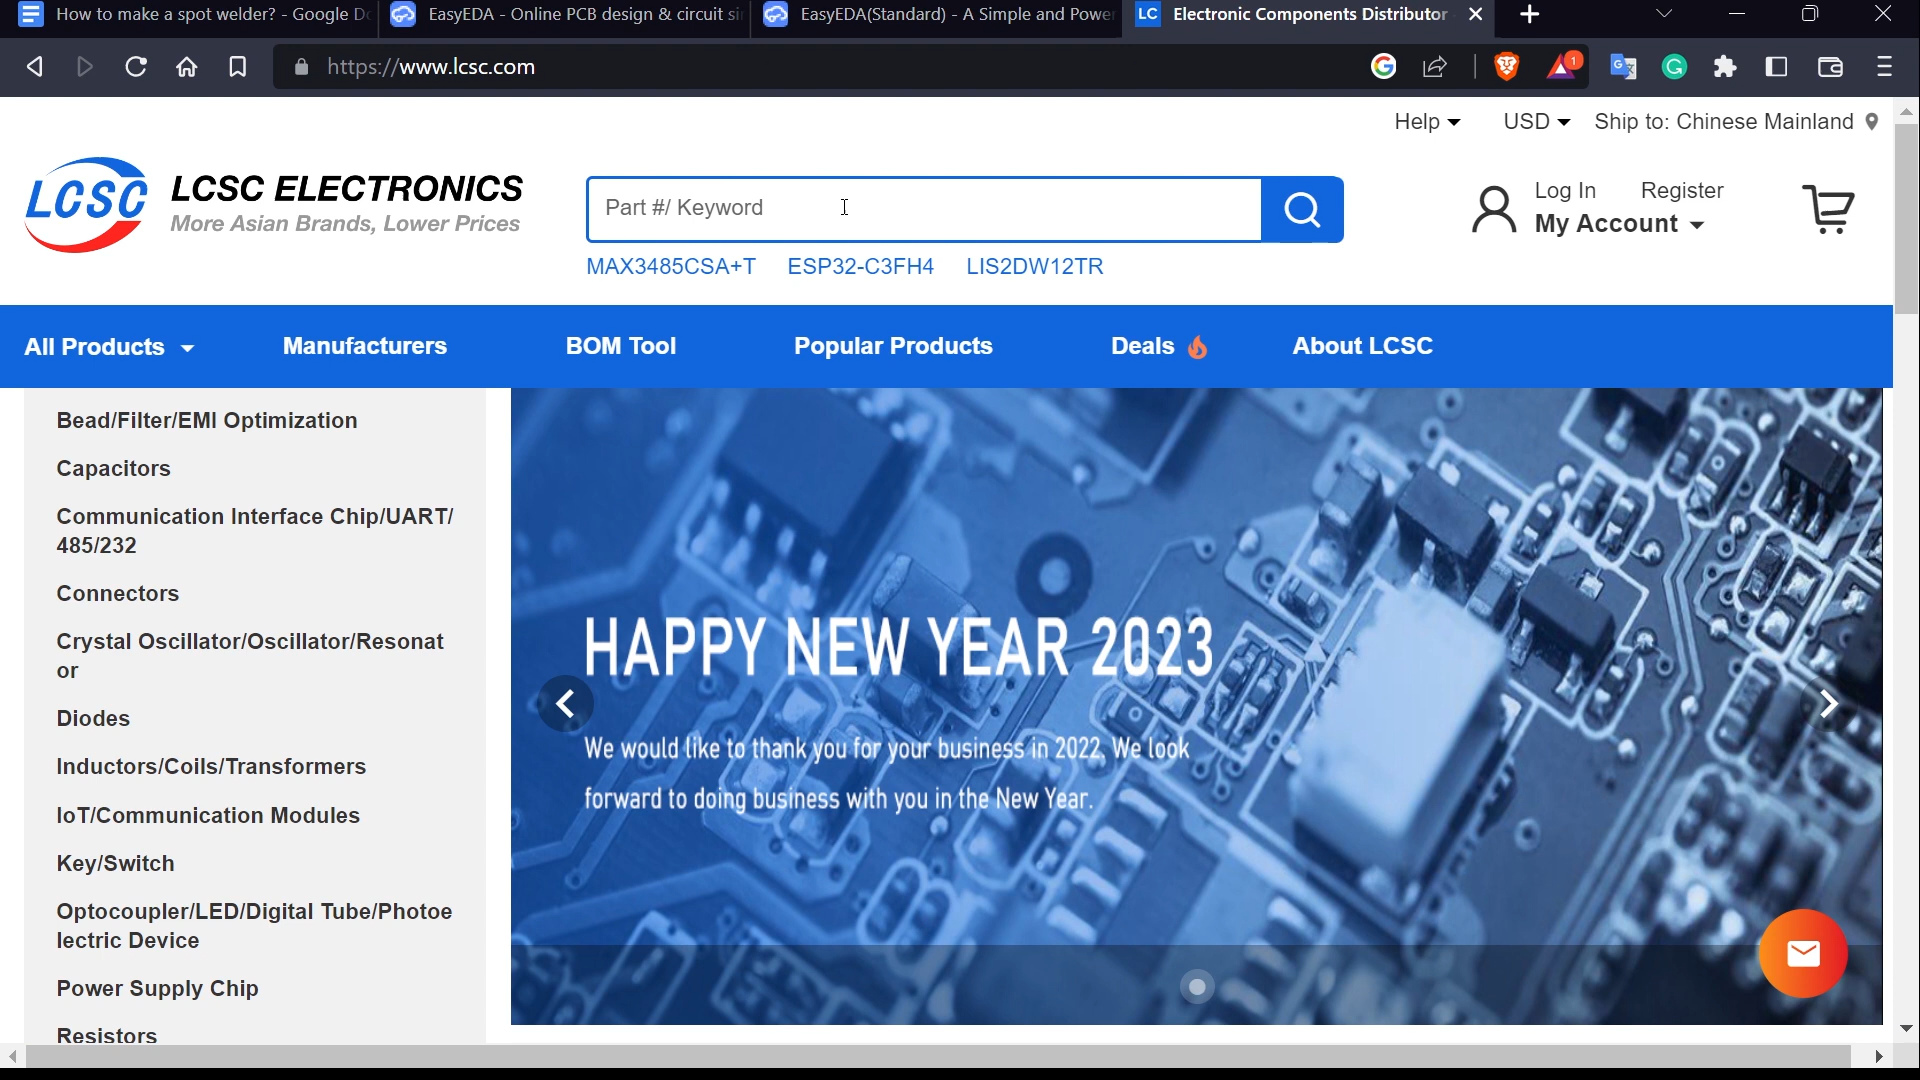 How to make a spot welder? - Google Do
EasyEDA - Online PCB design & circuit si
EasyEDA(Standard) - A Simple and Power
LC Electronic Components Distributor
https://www.lcsc.com
1
Help USD Ship to: Chinese Mainland
LCSC LCSC ELECTRONICS
More Asian Brands, Lower Prices
Part #/ Keyword
Log In Register
My Account
MAX3485CSA+T ESP32-C3FH4 LIS2DW12TR
All Products Manufacturers BOM Tool Popular Products Deals About LCSC
Bead/Filter/EMI Optimization
Capacitors
Communication Interface Chip/UART/
485/232
Connectors
Crystal Oscillator/Oscillator/Resonat
or
Diodes
Inductors/Coils/Transformers
IoT/Communication Modules
Key/Switch
Optocoupler/LED/Digital Tube/Photoe
lectric Device
Power Supply Chip
Resistors
HAPPY NEW YEAR 2023
We would like to thank you for your business in 2022. We look
forward to doing business with you in the New Year.